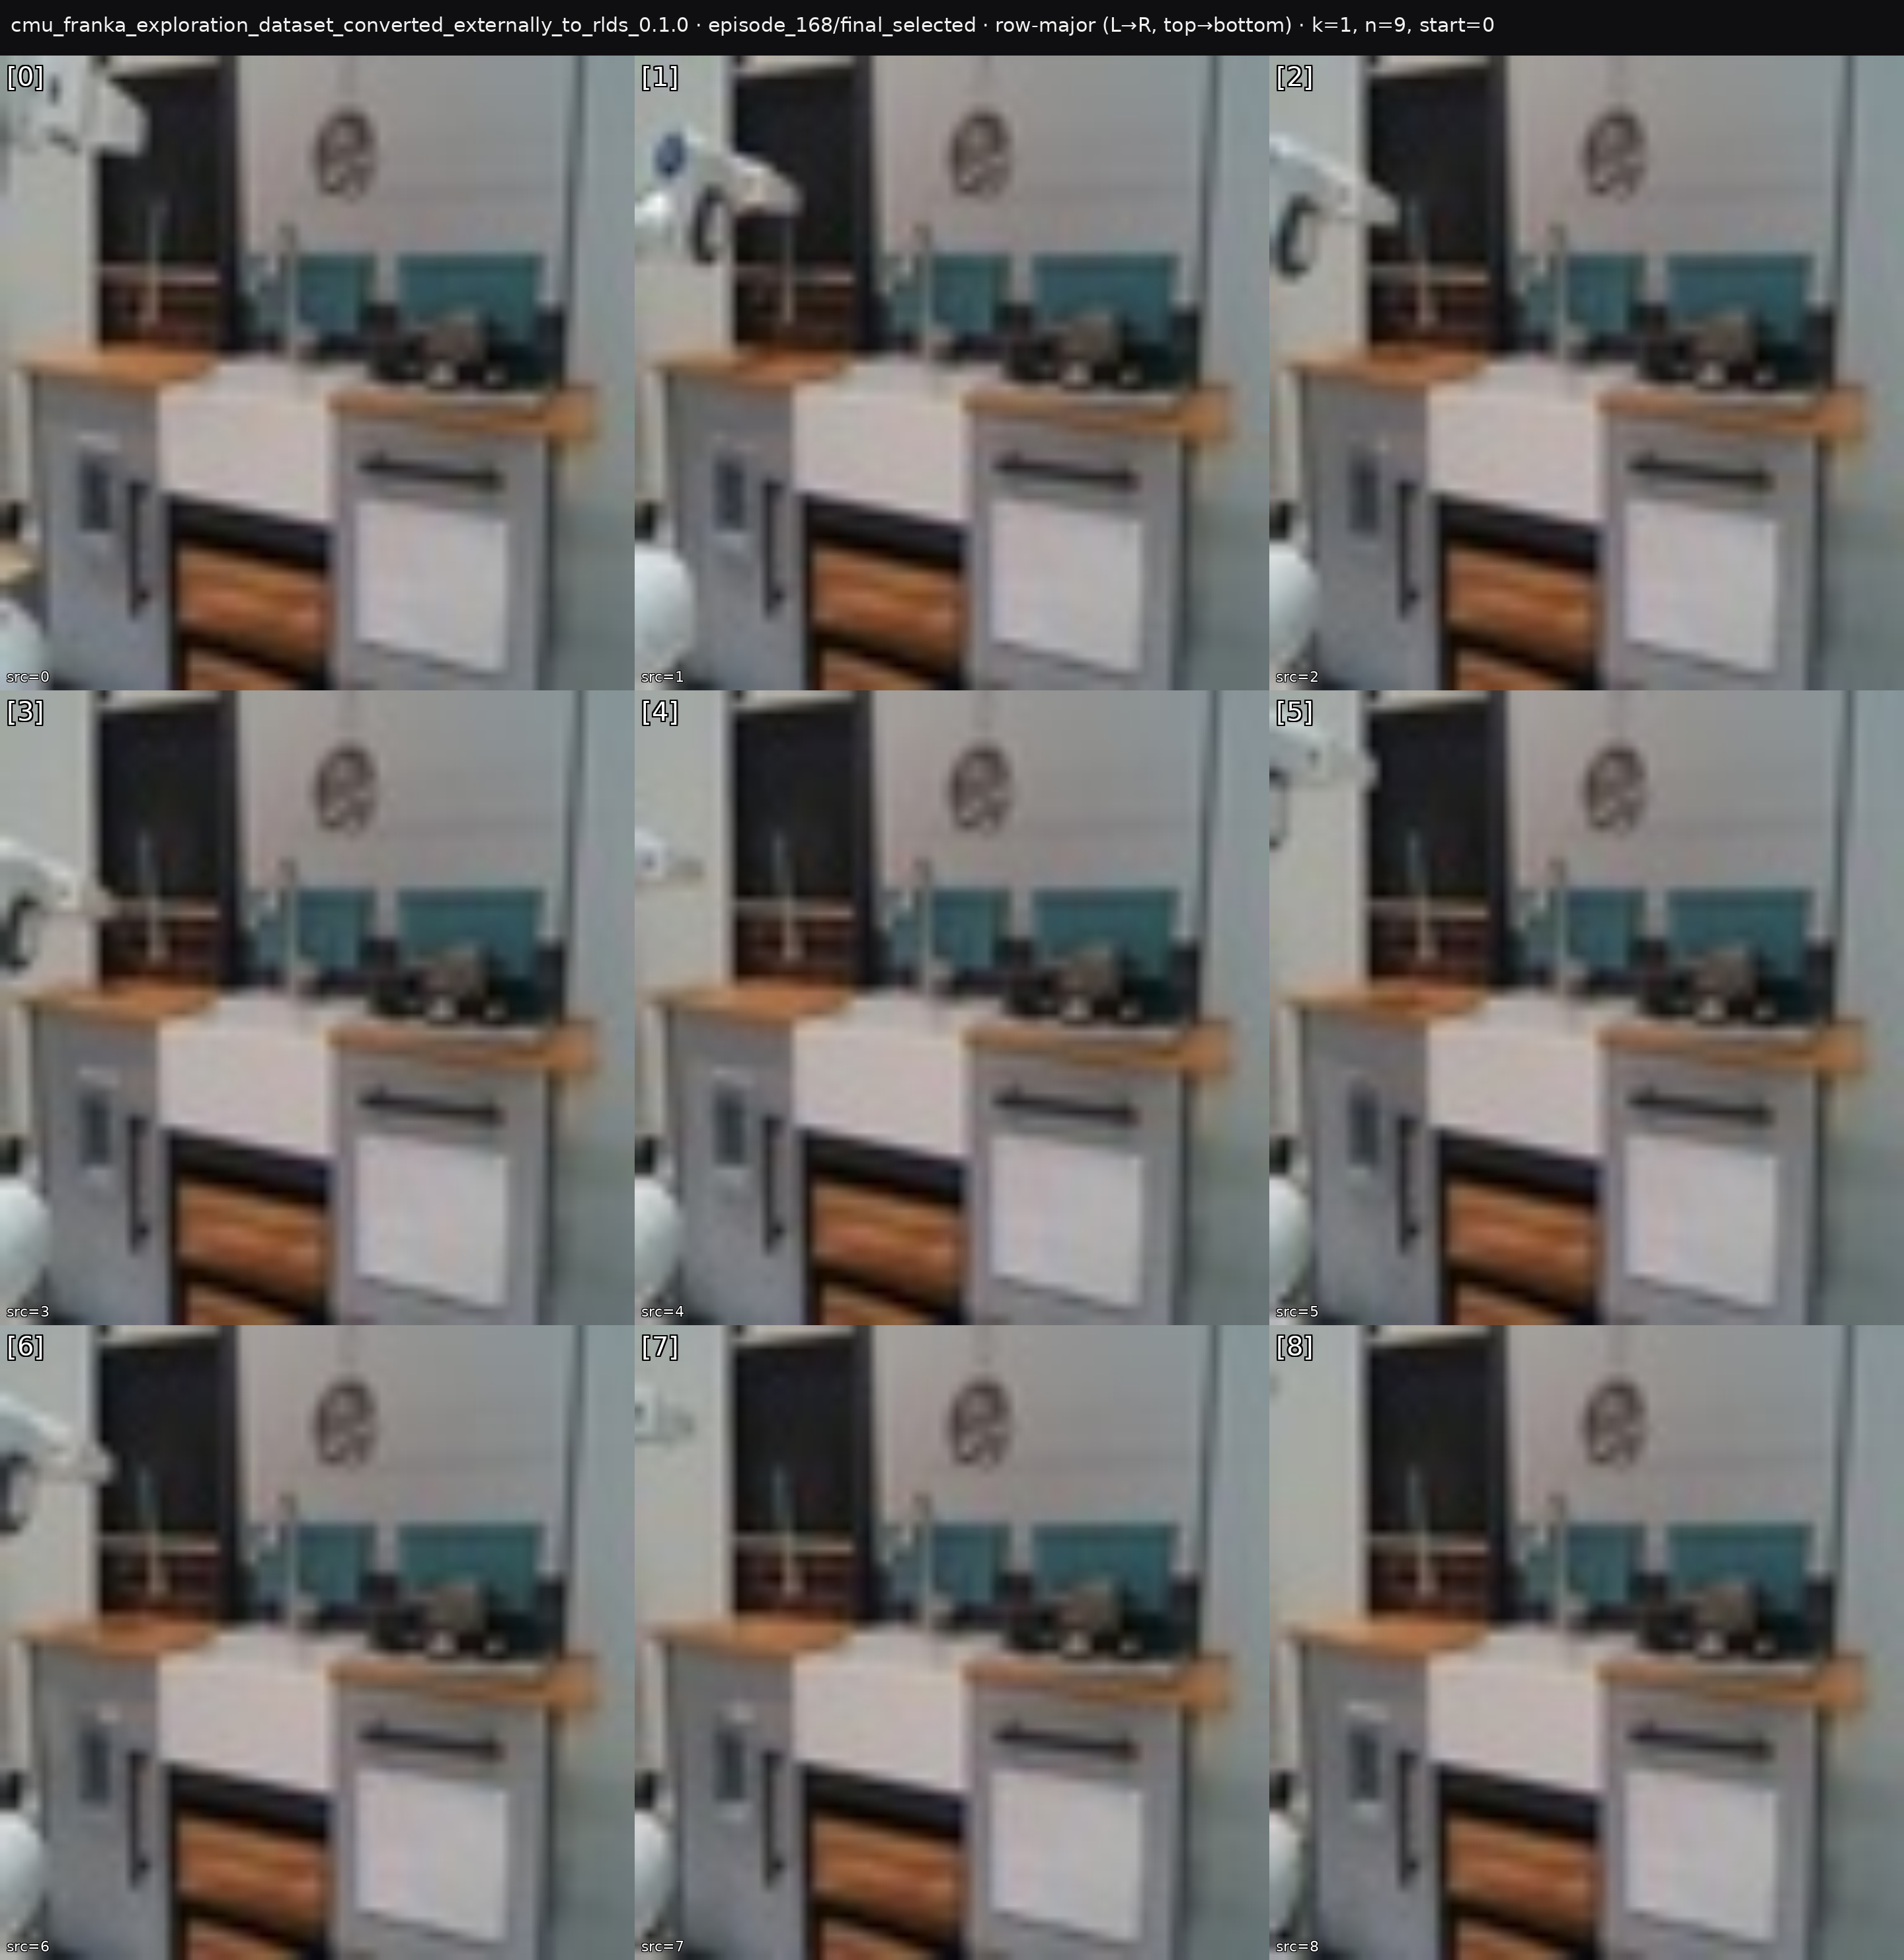 cmu_franka_exploration_dataset_converted_externally_to_rlds_0.1.0 · episode_168/final_selected · row-major (L→R, top→bottom) · k=1, n=9, start=0
[0] [1] [2]
src=0 src=1 src=2
[3] [4] [5]
src=3 src=4 src=5
[6] [7] [8]
src=6 src=7 src=8